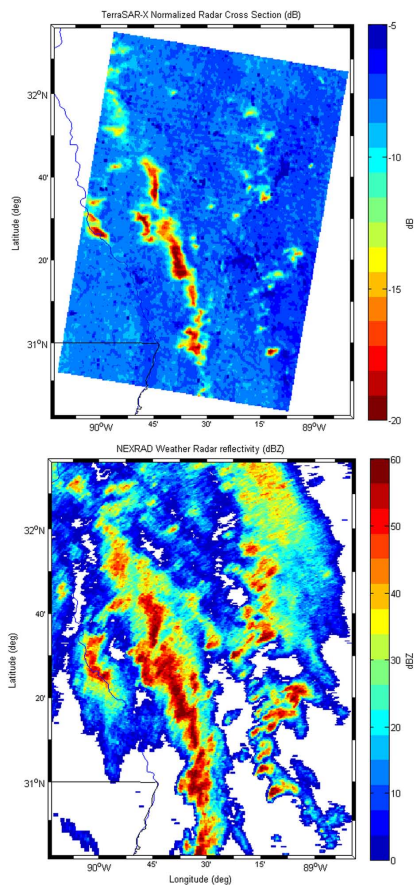 TerraSAR-X Normalized Radar Cross Section (dB)
32°N
40'
20'
31°N
Latitude (deg)
90°W
45'
30'
15'
89°W
-5
-10
-15
-20
dB
NEXRAD Weather Radar reflectivity (dBZ)
32°N
40'
20'
31°N
Latitude (deg)
90°W
45'
30'
15'
89°W
Longitude (deg)
60
50
40
30
20
10
0
dBZ